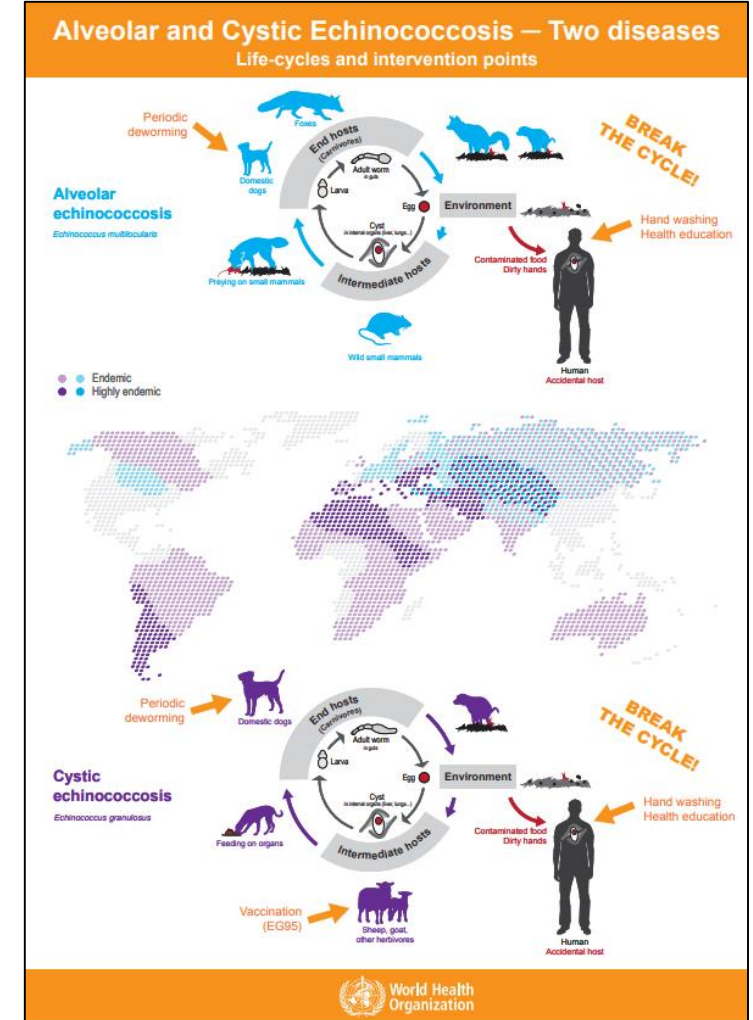 Alveolar and Cystic Echinococcosis — Two diseases
Life-cycles and intervention points
Periodic
deworming
Foxes
Domestic
dogs
End hosts
(Carnivores)
Adult worm
in guts
Larva
Egg
Cyst
in internal organs (liver, lungs...)
Environment
Intermediate hosts
BREAK
THE CYCLE!
Alveolar
echinococcosis
Echinococcus multilocularis
Preying on small mammals
Wild small mammals
Contaminated food
Dirty hands
Hand washing
Health education
Human
Accidental host
Endemic
Highly endemic
Periodic
deworming
Domestic dogs
End hosts
(Carnivores)
Adult worm
in guts
Larva
Egg
Cyst
in internal organs (liver, lungs...)
Environment
Intermediate hosts
BREAK
THE CYCLE!
Cystic
echinococcosis
Echinococcus granulosus
Feeding on organs
Contaminated food
Dirty hands
Hand washing
Health education
Vaccination
(EG95)
Sheep, goat,
other herbivores
Human
Accidental host
World Health
Organization